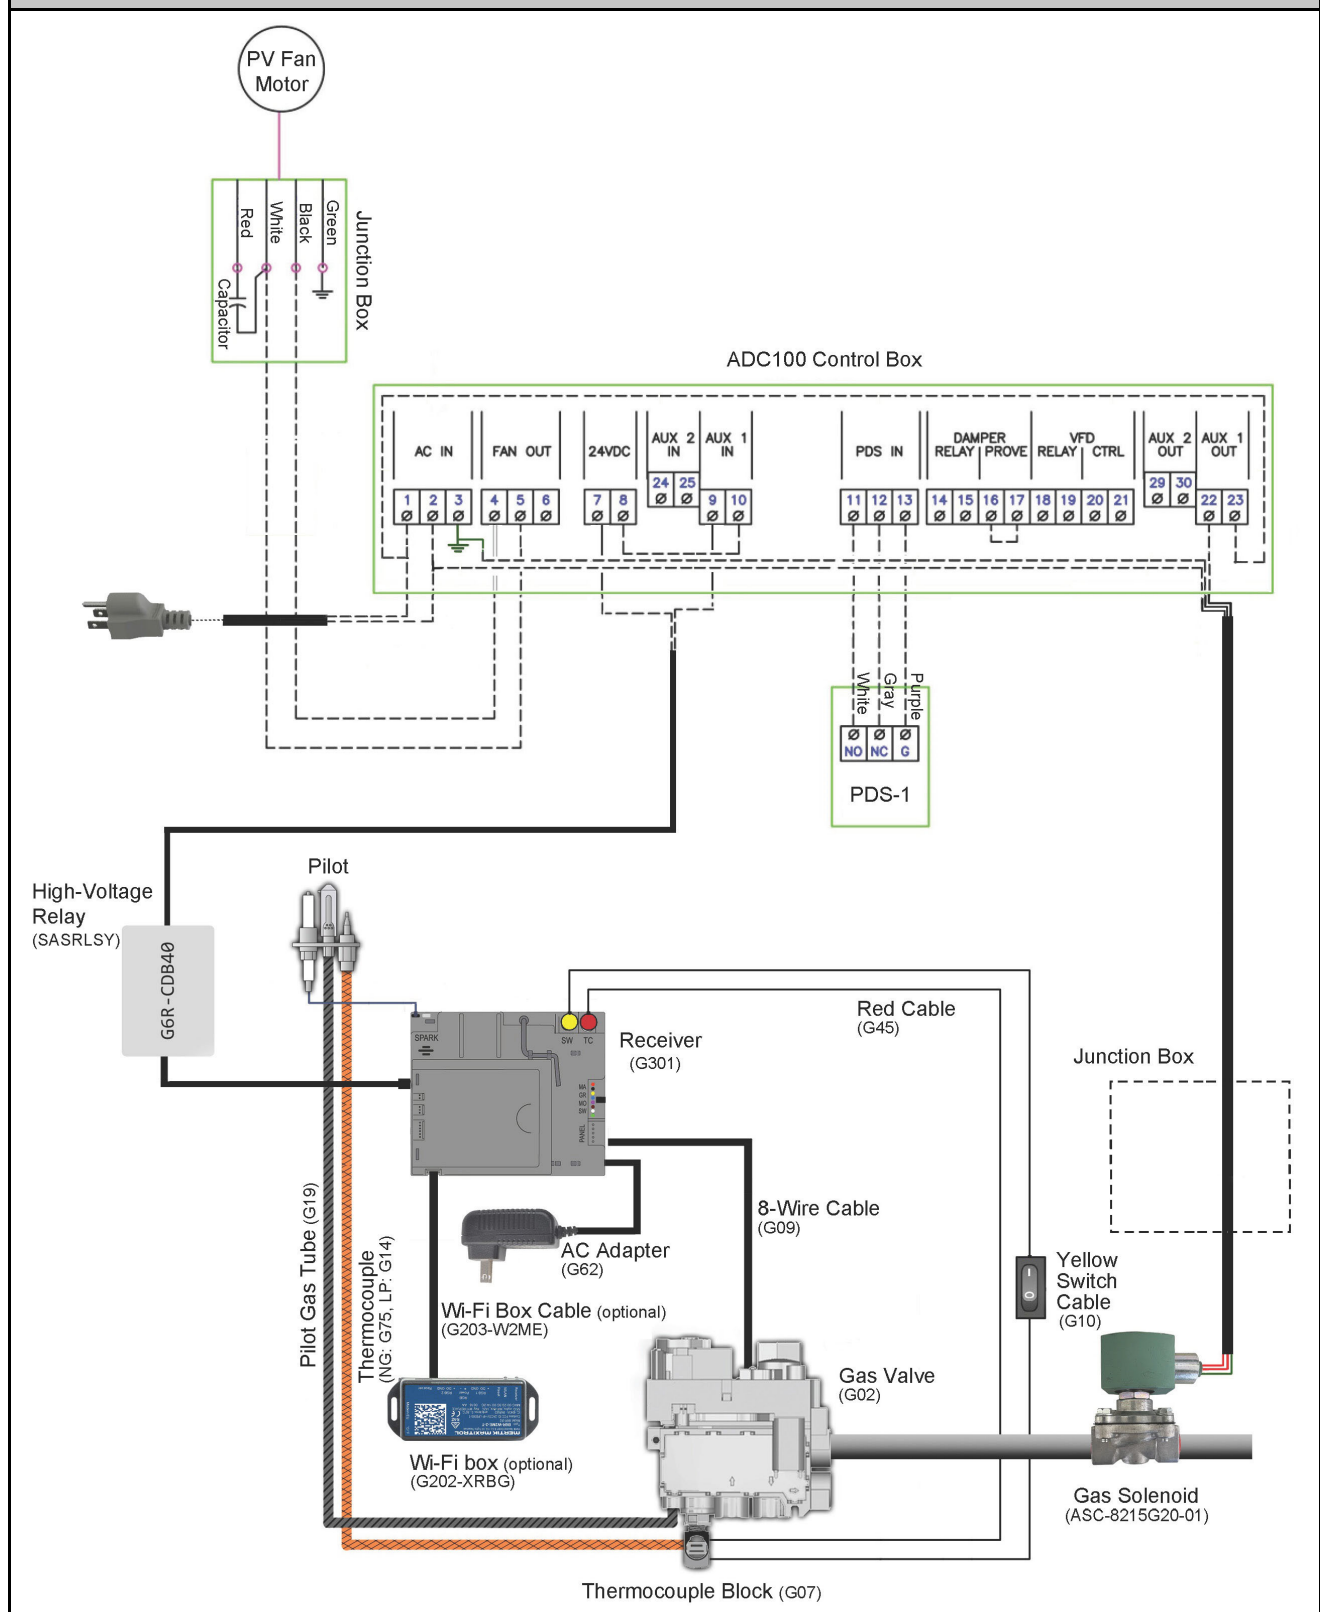 PV Fan
Motor
Red
White
Black
Green
Capacitor
Junction Box
ADC100 Control Box
AC IN
FAN OUT
24VDC
AUX 2
IN
AUX 1
IN
PDS IN
DAMPER
RELAY
PROVE
VFD
RELAY
CTRL
AUX 2
OUT
AUX 1
OUT
1 2 3
4 5 6
7 8
24 25
9 10
11 12 13
14 15 16 17 18 19 20 21
29 30
22 23
White
Gray
Purple
NO NC G
PDS-1
High-Voltage
Relay
(SASRLSY)
G6R-CDB40
Pilot
SPARK
SW TC
MA
GR
MO
SW
PANEL
Receiver
(G301)
Red Cable
(G45)
Junction Box
Pilot Gas Tube (G19)
Thermocouple
(NG: G75, LP: G14)
8-Wire Cable
(G09)
AC Adapter
(G62)
Wi-Fi Box Cable (optional)
(G203-W2ME)
Yellow
Switch
Cable
(G10)
MERTIK MAXITROL
Wi-Fi box (optional)
(G202-XRBG)
Gas Valve
(G02)
Gas Solenoid
(ASC-8215G20-01)
Thermocouple Block (G07)